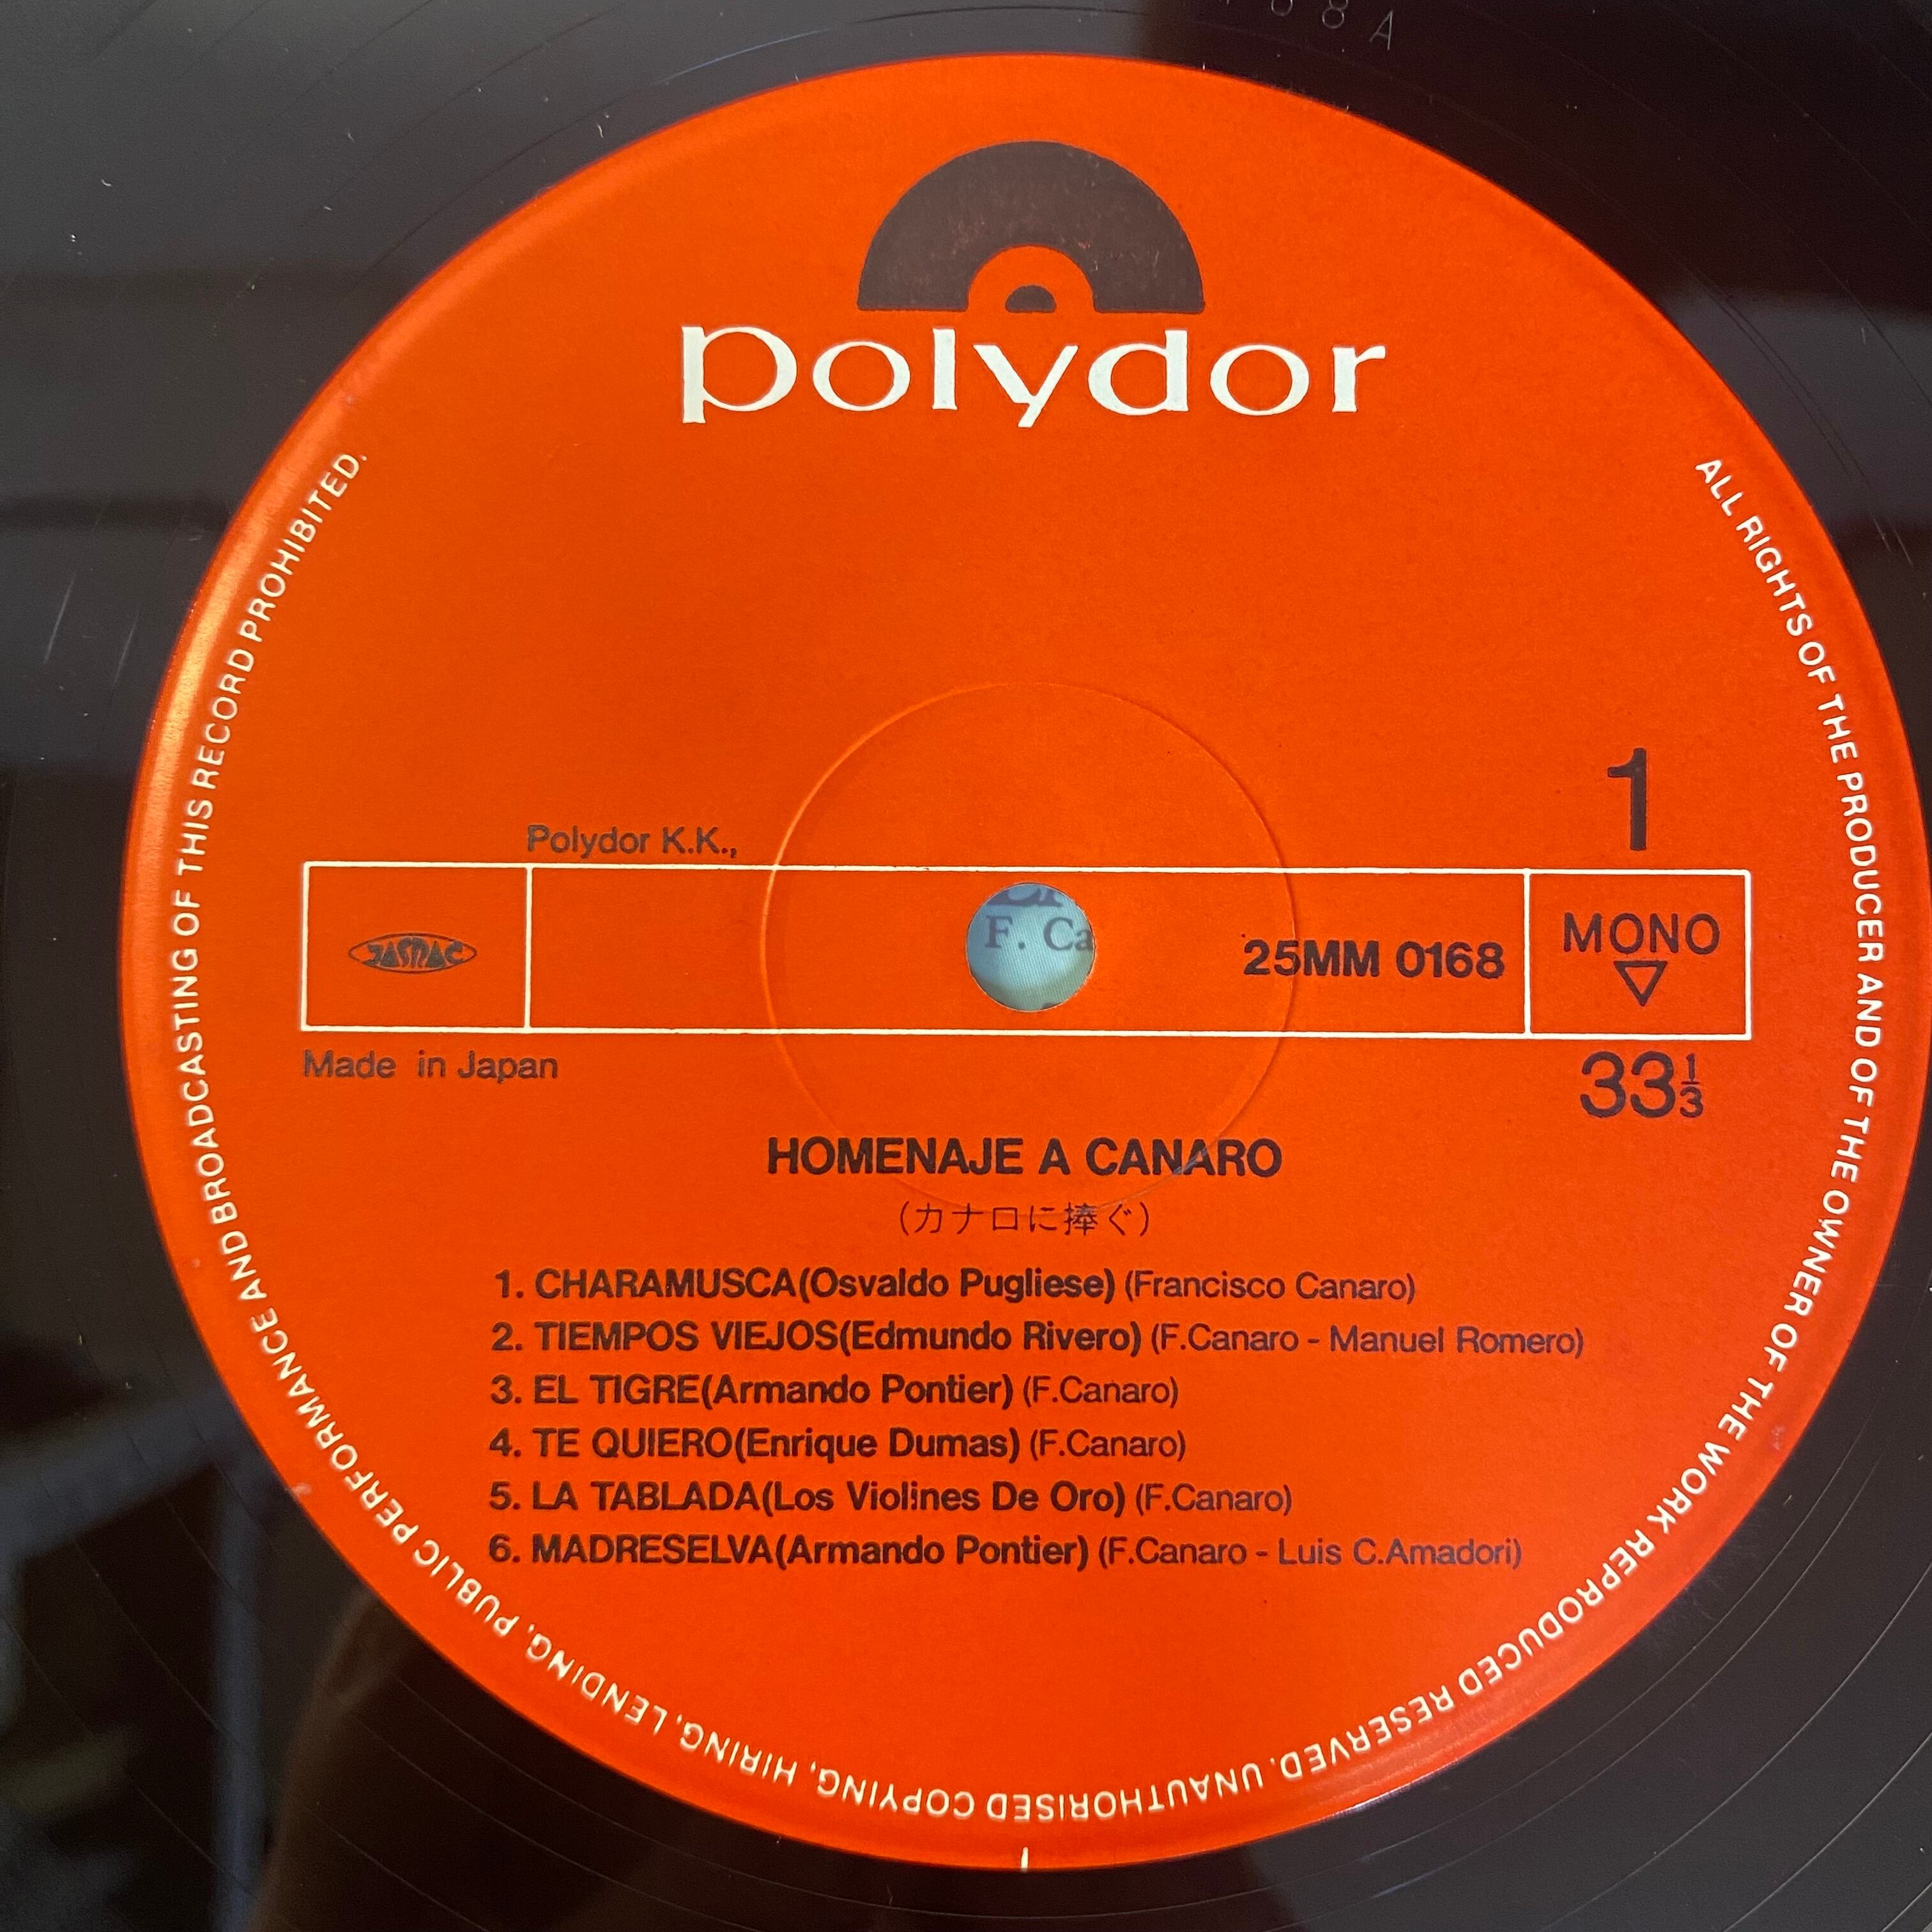 68A
polydor
1
Polydor K.K.,
JASRAC
F. Ca
25MM 0168
MONO
Made in Japan
33 1/3
HOMENAJE A CANARO
(カナロに捧ぐ)
1. CHARAMUSCA(Osvaldo Pugliese) (Francisco Canaro)
2. TIEMPOS VIEJOS(Edmundo Rivero) (F.Canaro - Manuel Romero)
3. EL TIGRE(Armando Pontier) (F.Canaro)
4. TE QUIERO(Enrique Dumas) (F.Canaro)
5. LA TABLADA(Los Violines De Oro) (F.Canaro)
6. MADRESELVA(Armando Pontier) (F.Canaro - Luis C.Amadori)
ALL RIGHTS OF THE PRODUCER AND OF THE OWNER OF THE WORK REPRODUCED RESERVED. UNAUTHORISED COPYING, HIRING, LENDING, PUBLIC PERFORMANCE AND BROADCASTING OF THIS RECORD PROHIBITED.